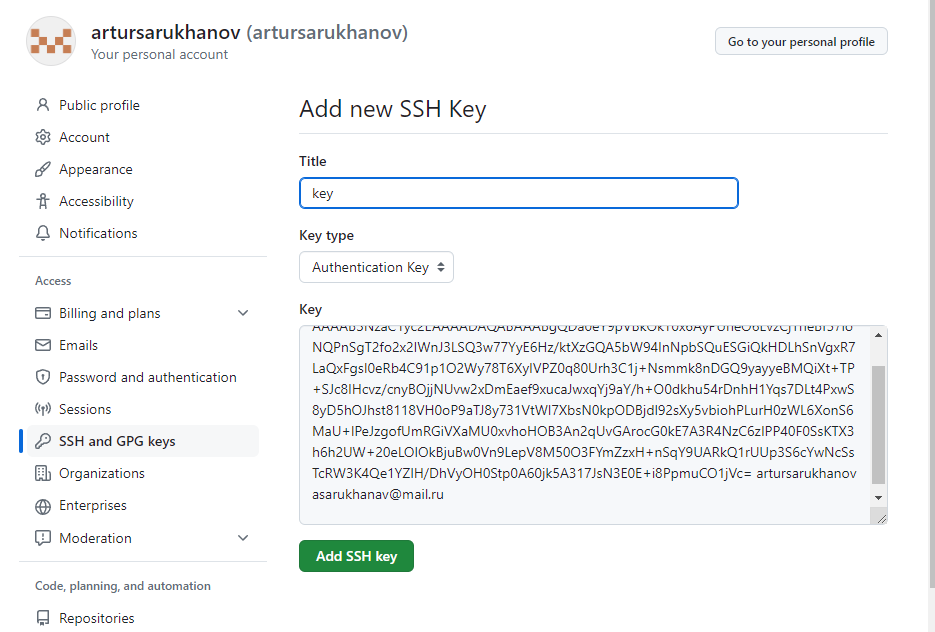 artursarukhanov (artursarukhanov)
Your personal account
Go to your personal profile
Public profile
Account
Appearance
Accessibility
Notifications
Access
Billing and plans
Emails
Password and authentication
Sessions
SSH and GPG keys
Organizations
Enterprises
Moderation
Code, planning, and automation
Repositories
Add new SSH Key
Title
key
Key type
Authentication Key
Key
NQPnSgT2fo2x2IWnJ3LSQ3w77YyE6Hz/ktXzGQA5bW94InNpbSQuESGiQkHDLhSnVgxR7
LaQxFgsI0eRb4C91p1O2Wy78T6XyIVPZ0q80Urh3C1j+Nsmmk8nDGQ9yayyeBMQiXt+TP
+SJc8IHcvz/cnyBQjjNUvw2xDmEaef9xucaJwxqYj9aY/h+O0dkhu54rDnhH1Yqs7DLt4PxwS
8yD5hOJhst8118VH0oP9aTJ8y731VtWI7XbsN0kpODBjdI92sXy5vbiohPLurH0zWL6XonS6
MaU+IPeJzgofUmRGiVXaMU0xvhoHOB3An2qUvGArocG0kE7A3R4NzC6zIPP40F0SsKTX3
h6h2UW+20eLOIOkBjuBw0Vn9LepV8M50O3FYmZzxH+nSqY9UARkQ1rUUp3S6cYwNcSs
TcRW3K4Qe1YZIH/DhVyOH0Stp0A60jk5A317JsN3E0E+i8PpmuCO1jVc= artursarukhanov
asarukhanav@mail.ru
Add SSH key